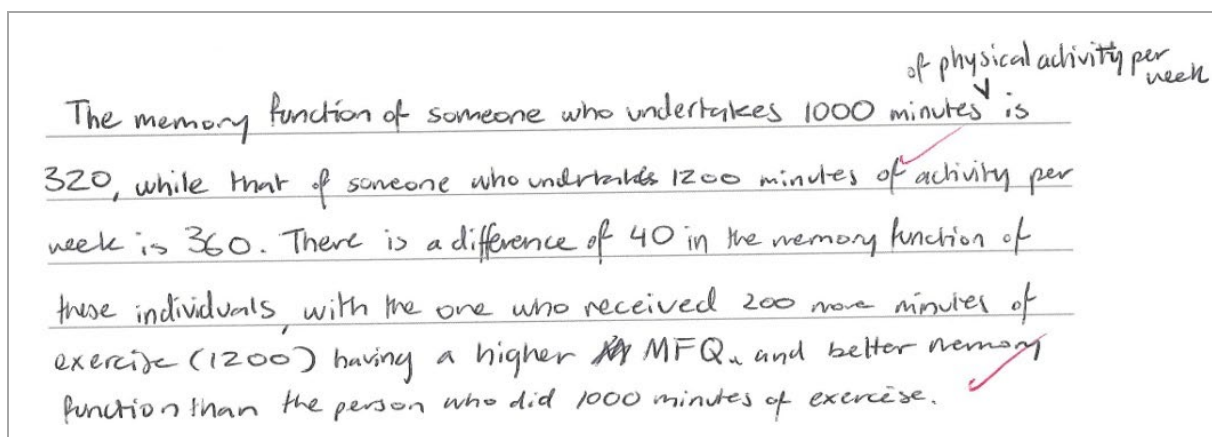 of physical activity per
week
The memory function of someone who undertakes 1000 minutes is
320, while that of someone who undertakes 1200 minutes of activity per
week is 360. There is a difference of 40 in the memory function of
these individuals, with the one who received 200 more minutes of
exercise (1200) having a higher MFQ. and better memory
function than the person who did 1000 minutes of exercise.